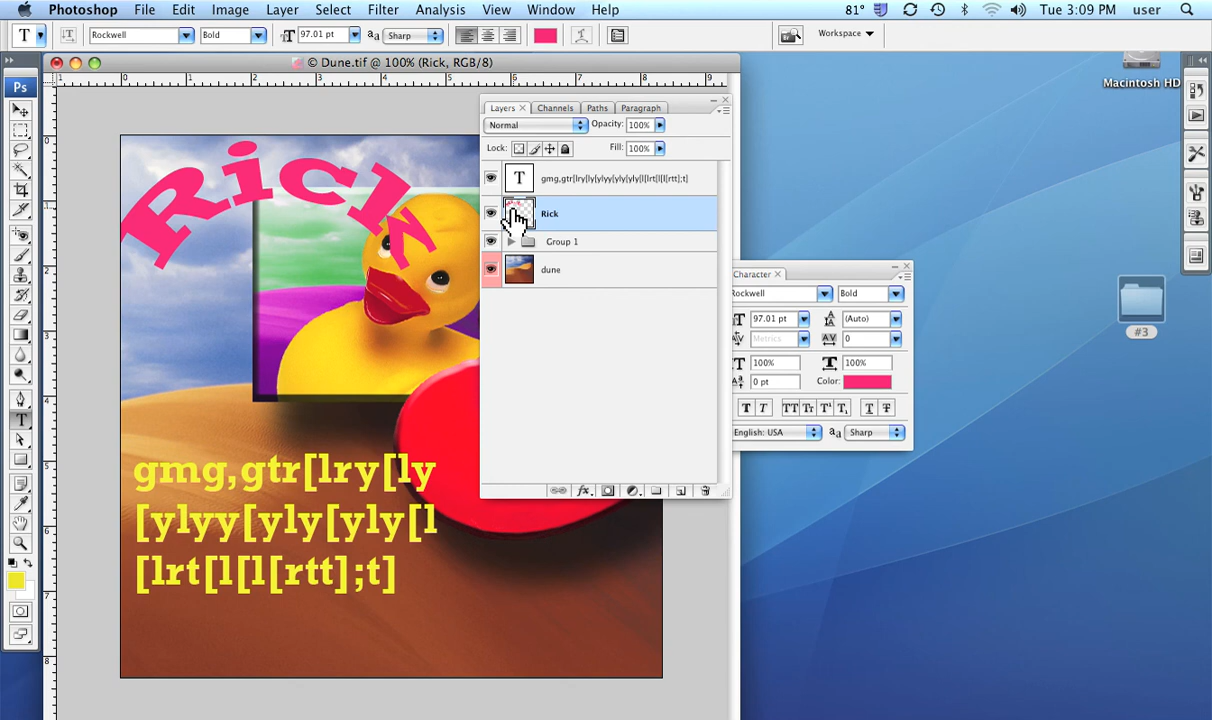 Photoshop File Edit Image Layer Select Filter Analysis View Window Help 81° Tue 3:09 PM user
T Rockwell Bold 97.01 pt Sharp Workspace
© Dune.tif @ 100% (Rick, RGB/8)
Macintosh HD
Ps
Layers Channels Paths Paragraph
Normal Opacity: 100%
Lock: Fill: 100%
T gmg,gtr[lry[ly[ylyy[yly[yly[l[lrt[l[l[rtt];t]
Rick
Group 1
dune
Character
Rockwell Bold
97.01 pt (Auto)
Metrics 0
100% 100%
0 pt Color:
English: USA Sharp
#3
Rick
gmg,gtr[lry[ly
[ylyy[yly[yly[l
[lrt[l[l[rtt];t]